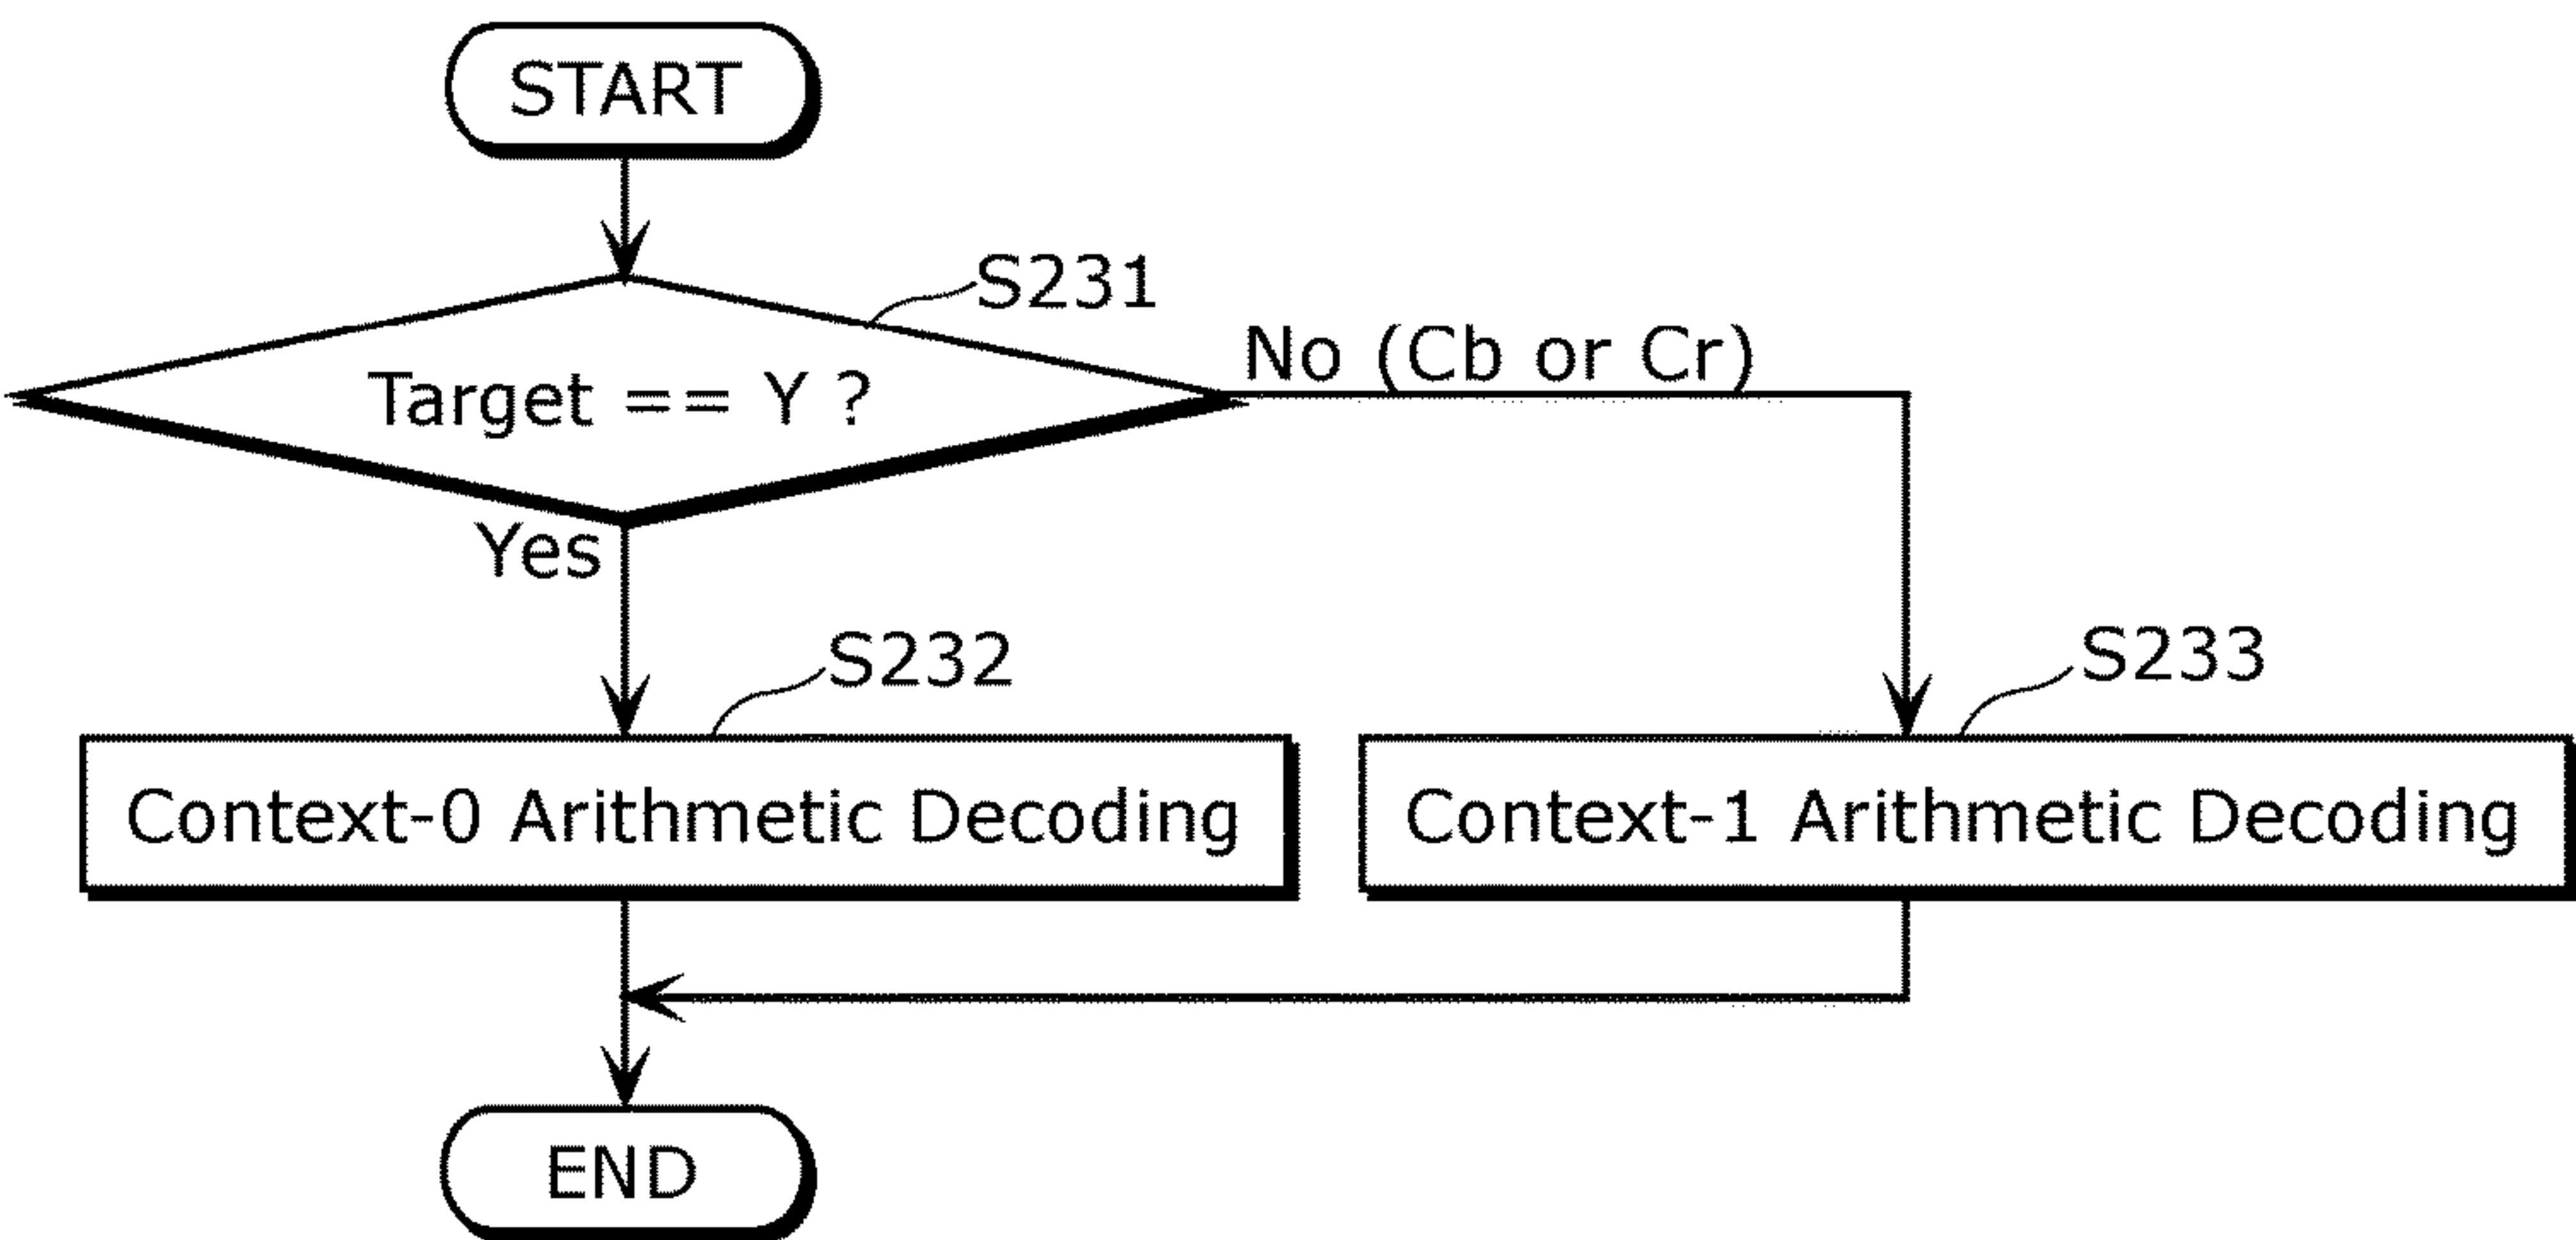 START
S231
Target == Y ?
No (Cb or Cr)
Yes
S232
S233
Context-0 Arithmetic Decoding
Context-1 Arithmetic Decoding
END